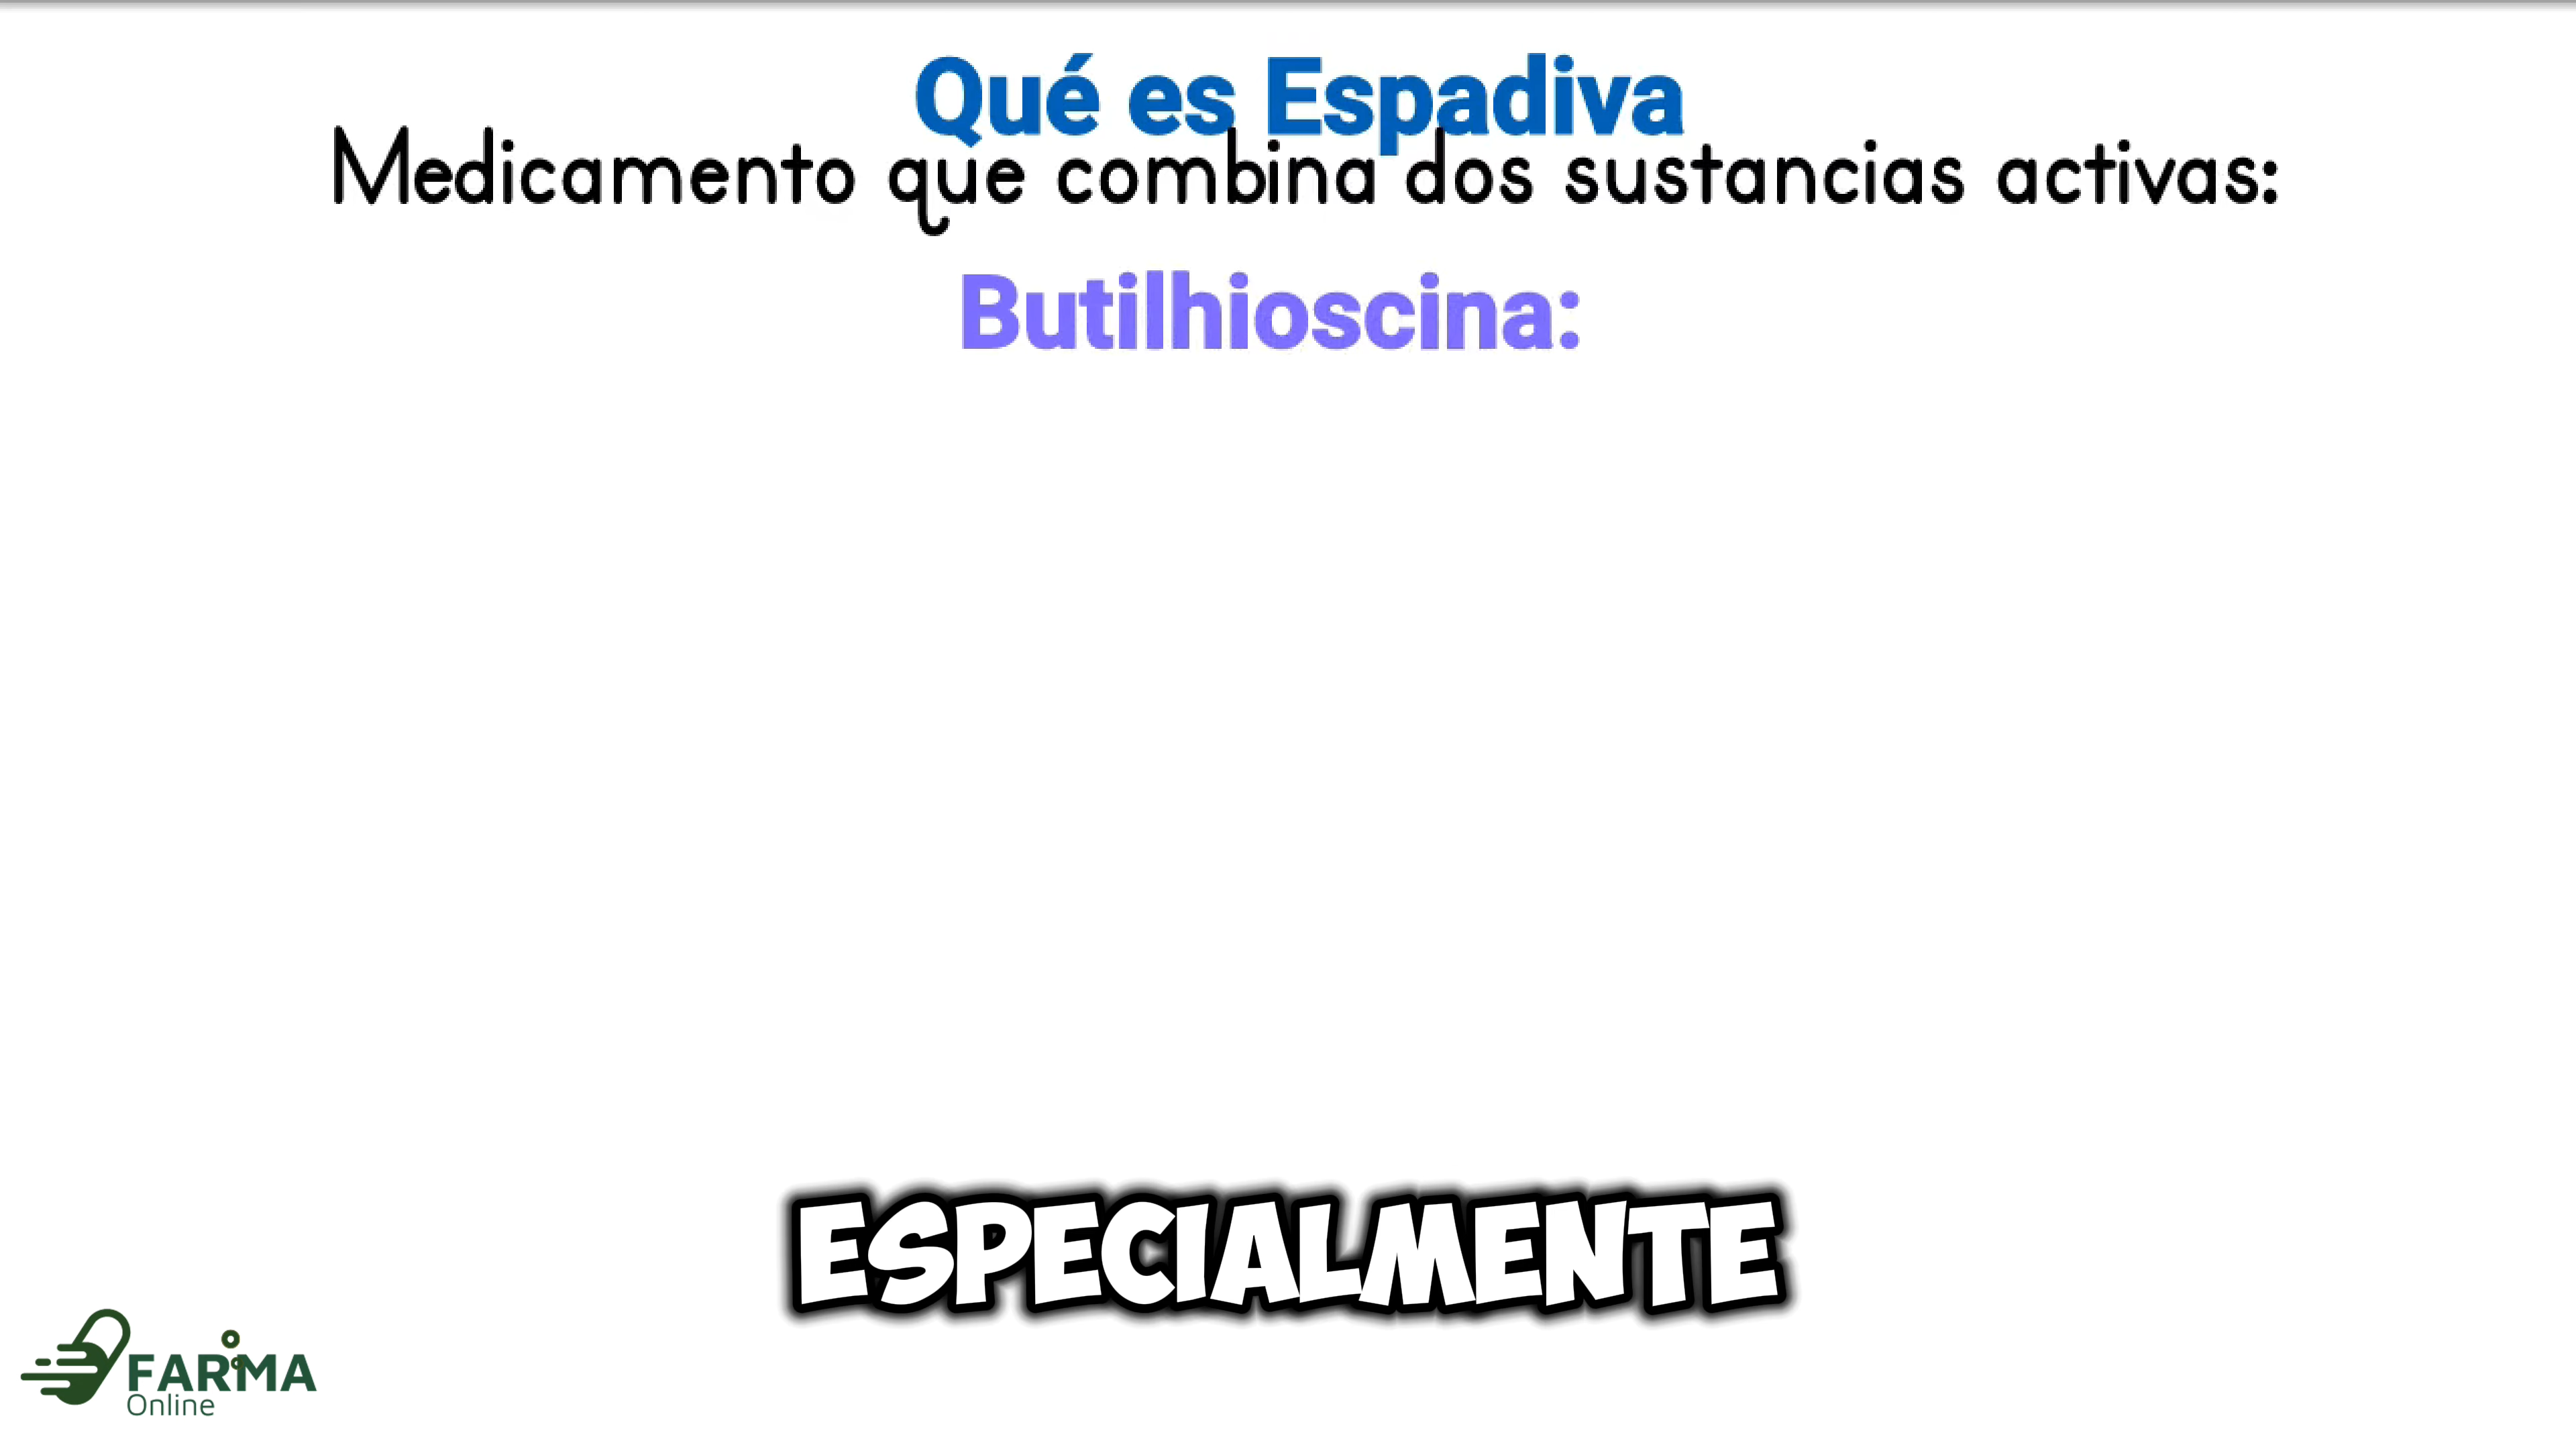 Qué es Espadiva
Medicamento que combina dos sustancias activas:
Butilhioscina:
ESPECIALMENTE
FARMA
Online